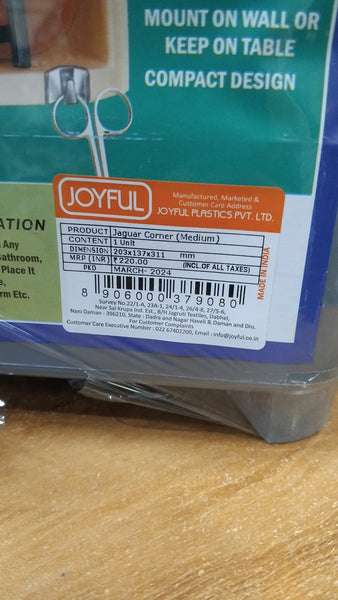 MOUNT ON WALL OR
KEEP ON TABLE
COMPACT DESIGN
ATION
Any
athroom,
Place It
e,
rm Etc.
JOYFUL
Manufactured, Marketed &
Customer Care Address
JOYFUL PLASTICS PVT. LTD.
PRODUCT Jaguar Corner (Medium)
CONTENT 1 Unit
DIMENSION 203x137x311 mm
MRP (INR) ₹220.00 (INCL.OF ALL TAXES)
PKD MARCH- 2024
MADE IN INDIA
8 906000 379080
Survey No.22/1-A, 23A-1, 24/1-4, 26/4-8, 27/5-6,
Near Sai Krupa Ind. Est., B/H Jagruti Textiles, Dabhel,
Nani Daman - 396210, State : Dadra and Nagar Haveli & Daman and Diu.
For Customer Complaints
Customer Care Executive Number : 022 67402200, Email : info@joyful.co.in